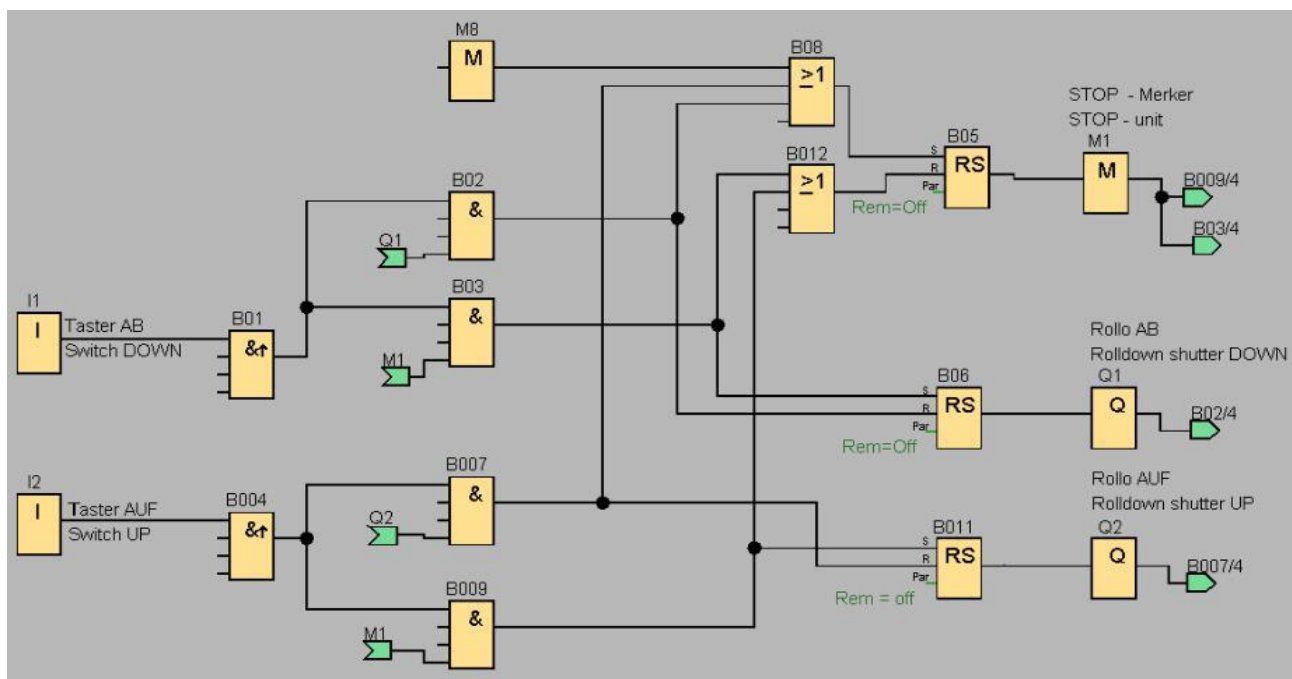 M8
M
B08
≥1
STOP - Merker
STOP - unit
M1
M
B05
S
R
Par
RS
Rem=Off
B009/4
B03/4
B012
≥1
B02
&
Q1
B03
&
M1
I1
I
Taster AB
Switch DOWN
B01
&↑
Rollo AB
Rolldown shutter DOWN
Q1
Q
B02/4
B06
S
R
Par
RS
Rem=Off
I2
I
Taster AUF
Switch UP
B004
&↑
B007
&
Q2
Rollo AUF
Rolldown shutter UP
Q2
Q
B007/4
B011
S
R
Par
RS
Rem = off
B009
&
M1